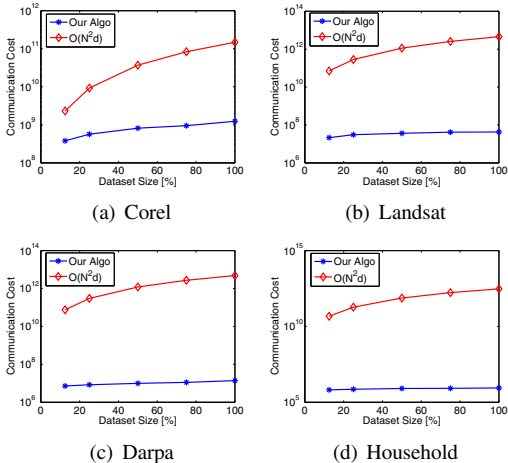 10^11
10^10
10^9
10^8
Communication Cost
Our Algo
O(N^2d)
0 20 40 60 80 100
Dataset Size [%]
(a) Corel
10^14
10^12
10^10
10^8
10^6
Communication Cost
Our Algo
O(N^2d)
0 20 40 60 80 100
Dataset Size [%]
(b) Landsat
10^14
10^12
10^10
10^8
10^6
Communication Cost
Our Algo
O(N^2d)
0 20 40 60 80 100
Dataset Size [%]
(c) Darpa
10^15
10^10
10^5
Communication Cost
Our Algo
O(N^2d)
0 20 40 60 80 100
Dataset Size [%]
(d) Household